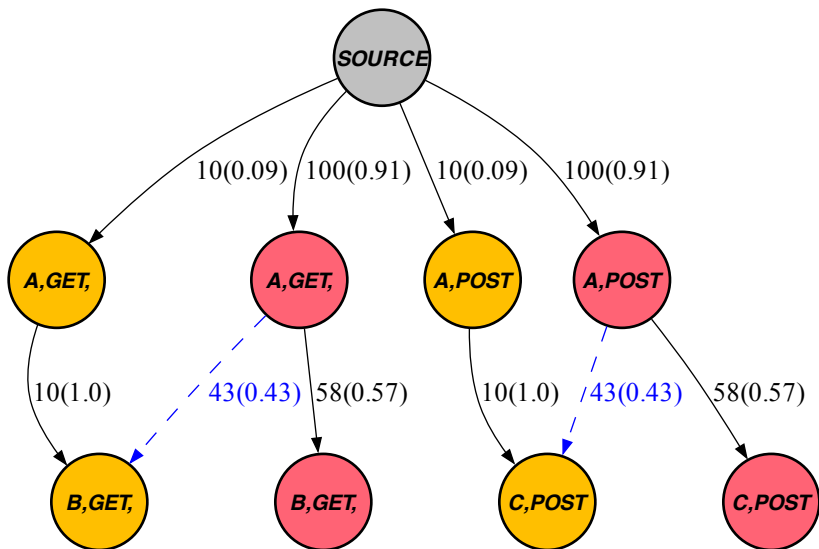 SOURCE
10(0.09)
100(0.91)
10(0.09)
100(0.91)
A,GET,
A,GET,
A,POST
A,POST
10(1.0)
43(0.43)
58(0.57)
10(1.0)
43(0.43)
58(0.57)
B,GET,
B,GET,
C,POST
C,POST